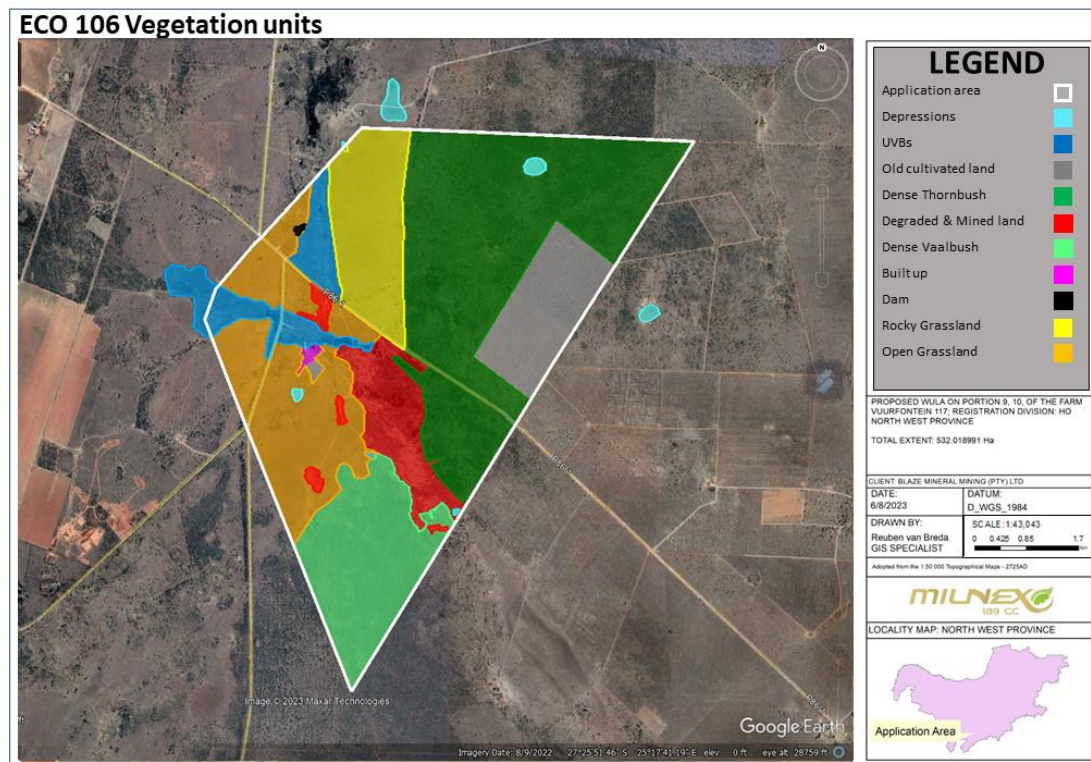 ECO 106 Vegetation units
N
P86-1
P86-1
Image © 2023 Maxar Technologies
Google Earth
Imagery Date: 8/9/2022 27°25'51.46" S 25°17'41.19" E elev 0 ft eye alt 28759 ft
LEGEND
Application area
Depressions
UVBs
Old cultivated land
Dense Thornbush
Degraded & Mined land
Dense Vaalbush
Built up
Dam
Rocky Grassland
Open Grassland
PROPOSED WULA ON PORTION 9, 10, OF THE FARM
VUURFONTEIN 117; REGISTRATION DIVISION: HO
NORTH WEST PROVINCE
TOTAL EXTENT: 532.018991 Ha
CLIENT: BLAZE MINERAL MINING (PTY) LTD
DATE:
6/8/2023
DATUM:
D_WGS_1984
DRAWN BY:
Reuben van Breda
GIS SPECIALIST
SCALE :1:43,043
0 0.425 0.85 1.7
Adopted from the 1:50 000 Topographical Maps - 2725AD
MILNEX
189 CC
LOCALITY MAP: NORTH WEST PROVINCE
Application Area